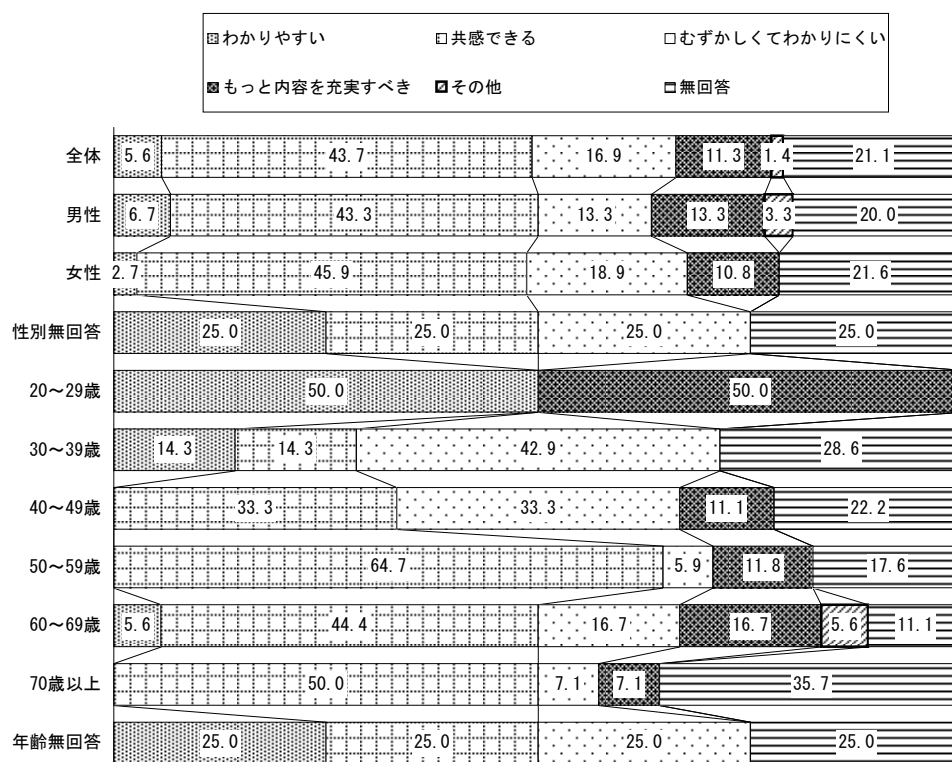 わかりやすい 共感できる むずかしくてわかりにくい
もっと内容を充実すべき その他 無回答
全体 5.6 43.7 16.9 11.3 1.4 21.1
男性 6.7 43.3 13.3 13.3 3.3 20.0
女性 2.7 45.9 18.9 10.8 21.6
性別無回答 25.0 25.0 25.0 25.0
20～29歳 50.0 50.0
30～39歳 14.3 14.3 42.9 28.6
40～49歳 33.3 33.3 11.1 22.2
50～59歳 64.7 5.9 11.8 17.6
60～69歳 5.6 44.4 16.7 16.7 5.6 11.1
70歳以上 50.0 7.1 7.1 35.7
年齢無回答 25.0 25.0 25.0 25.0